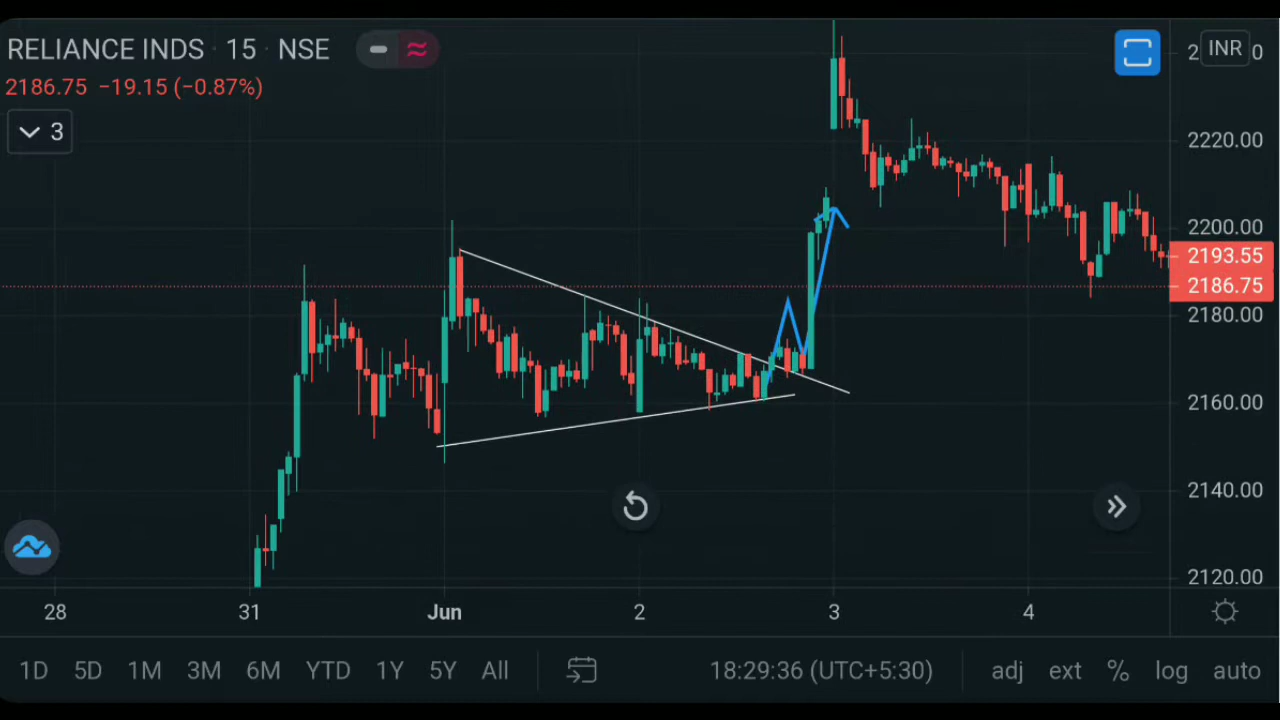 RELIANCE INDS · 15 · NSE
2186.75 −19.15 (−0.87%)
3
INR
2220.00
2200.00
2193.55
2186.75
2180.00
2160.00
2140.00
2120.00
28 31 Jun 2 3 4
1D 5D 1M 3M 6M YTD 1Y 5Y All 18:29:36 (UTC+5:30) adj ext % log auto